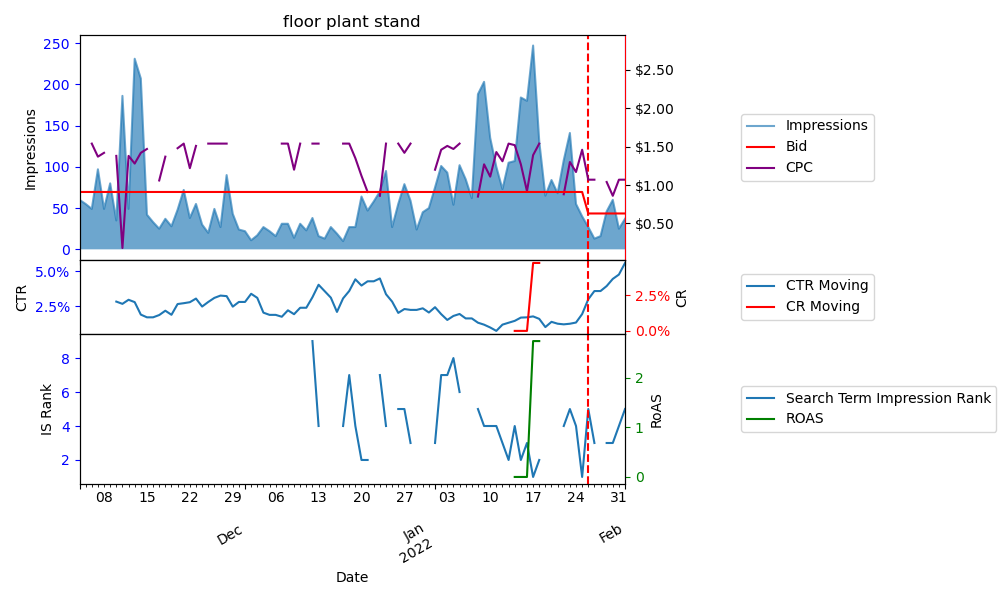 floor plant stand
250
200
150
100
50
0
Impressions
$2.50
$2.00
$1.50
$1.00
$0.50
Impressions
Bid
CPC
5.0%
2.5%
CTR
2.5%
0.0%
CR
CTR Moving
CR Moving
8
6
4
2
IS Rank
2
1
0
RoAS
Search Term Impression Rank
ROAS
08 15 22 29 06 13 20 27 03 10 17 24 31
Dec Jan Feb
2022
Date